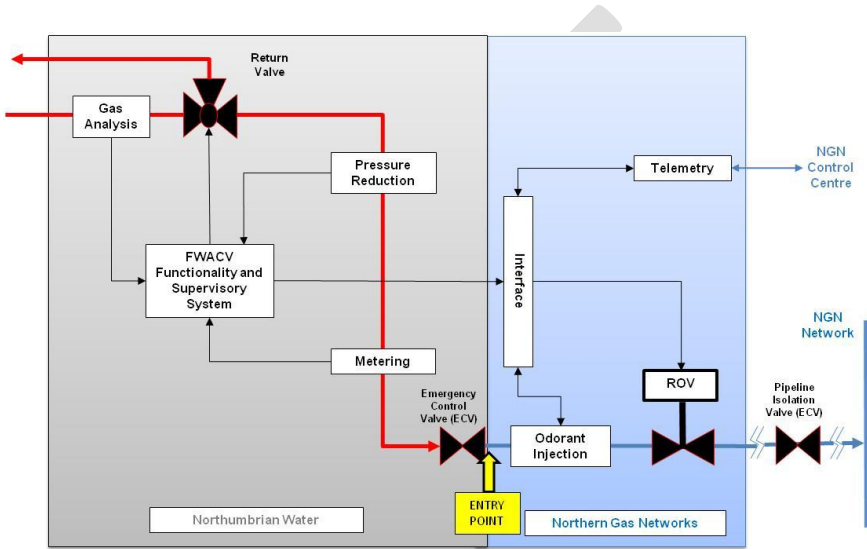 Return
Valve
Gas
Analysis
Pressure
Reduction
Telemetry
NGN
Control
Centre
FWACV
Functionality and
Supervisory
System
Interface
NGN
Network
Metering
Emergency
Control
Valve (ECV)
ROV
Pipeline
Isolation
Valve (ECV)
Odorant
Injection
ENTRY
POINT
Northumbrian Water
Northern Gas Networks